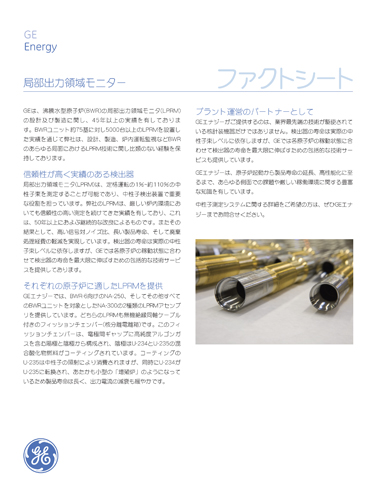 GE
Energy
局部出力領域モニター
ファクトシート
GEは、沸騰水型原子炉(BWR)の局部出力領域モニタ(LPRM)
の設計及び製造に関し、45年以上の実績を有しておりま
す。BWRユニット約75基に対し5000台以上のLPRMを設置し
た実績を通じて弊社は、設計、製造、炉内運転監視などBWR
のあらゆる局面におけるLPRM技術に関し比類のない経験を保
持しております。
信頼性が高く実績のある検出器
局部出力領域モニタ(LPRM)は、定格運転の1%-約110%の中
性子束を測定することが可能であり、中性子検出装置で重要
な役割を担っています。弊社のLPRMは、厳しい炉内環境にお
いても信頼性の高い測定を続けてきた実績を有しており、これ
は、50年以上におよぶ継続的な改良によるものです。またその
結果として、高い信号対ノイズ比、長い製品寿命、そして廃棄
処理経費の軽減を実現しています。検出器の寿命は実際の中性
子束レベルに依存しますが、GEでは各原子炉の稼動状態に合わ
せて検出器の寿命を最大限に伸ばすための包括的な技術サービ
スを提供しております。
それぞれの原子炉に適したLPRMを提供
GEエナジーでは、BWR-6向けのNA-250、そしてその他すべて
のBWRユニットを対象としたNA-300の2種類のLPRMアセンブ
リを提供しています。どちらのLPRMも無機絶縁同軸ケーブル
付きのフィッションチェンバー(核分裂電離箱)です。このフィ
ッションチェンバーは、電極間ギャップに高純度アルゴンガ
スを含む陽極と陰極から構成され、陰極はU-234とU-235の混
合酸化物燃料がコーティングされています。コーティングの
U-235は中性子の照射により消費されますが、同時にU-234が
U-235に転換され、あたかも小型の「増殖炉」のようになって
いるため製品寿命は長く、出力電流の減衰も緩やかです。
プラント運営のパートナーとして
GEエナジーがご提供するのは、業界最先端の技術が駆使されて
いる核計装機器だけではありません。検出器の寿命は実際の中
性子束レベルに依存しますが、GEでは各原子炉の稼動状態に合
わせて検出器の寿命を最大限に伸ばすための包括的な技術サー
ビスも提供しています。
GEエナジーは、原子炉起動から製品寿命の延長、高性能化に至
るまで、あらゆる側面での課題や厳しい稼働環境に関する豊富
な知識を有しています。
中性子測定システムに関する詳細をご希望の方は、ぜひGEエナ
ジーまでお問合せください。
GE